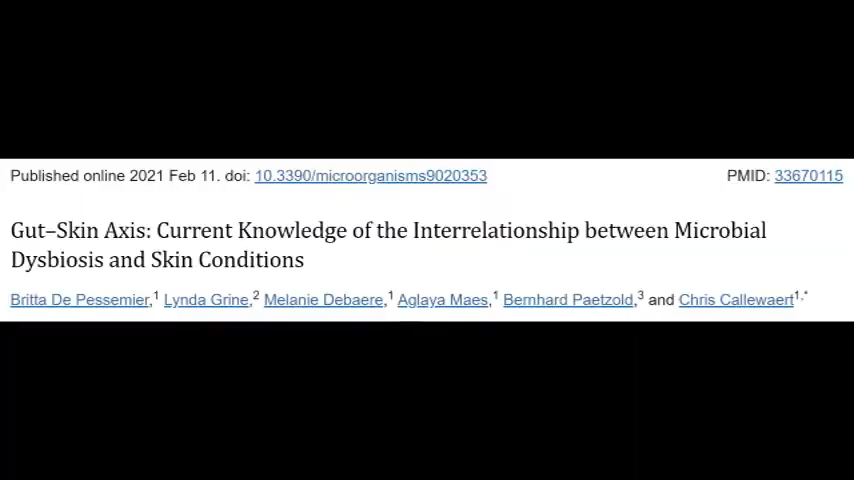 Published online 2021 Feb 11. doi: 10.3390/microorganisms9020353 PMID: 33670115
Gut–Skin Axis: Current Knowledge of the Interrelationship between Microbial
Dysbiosis and Skin Conditions
Britta De Pessemier,1 Lynda Grine,2 Melanie Debaere,1 Aglaya Maes,1 Bernhard Paetzold,3 and Chris Callewaert1,*